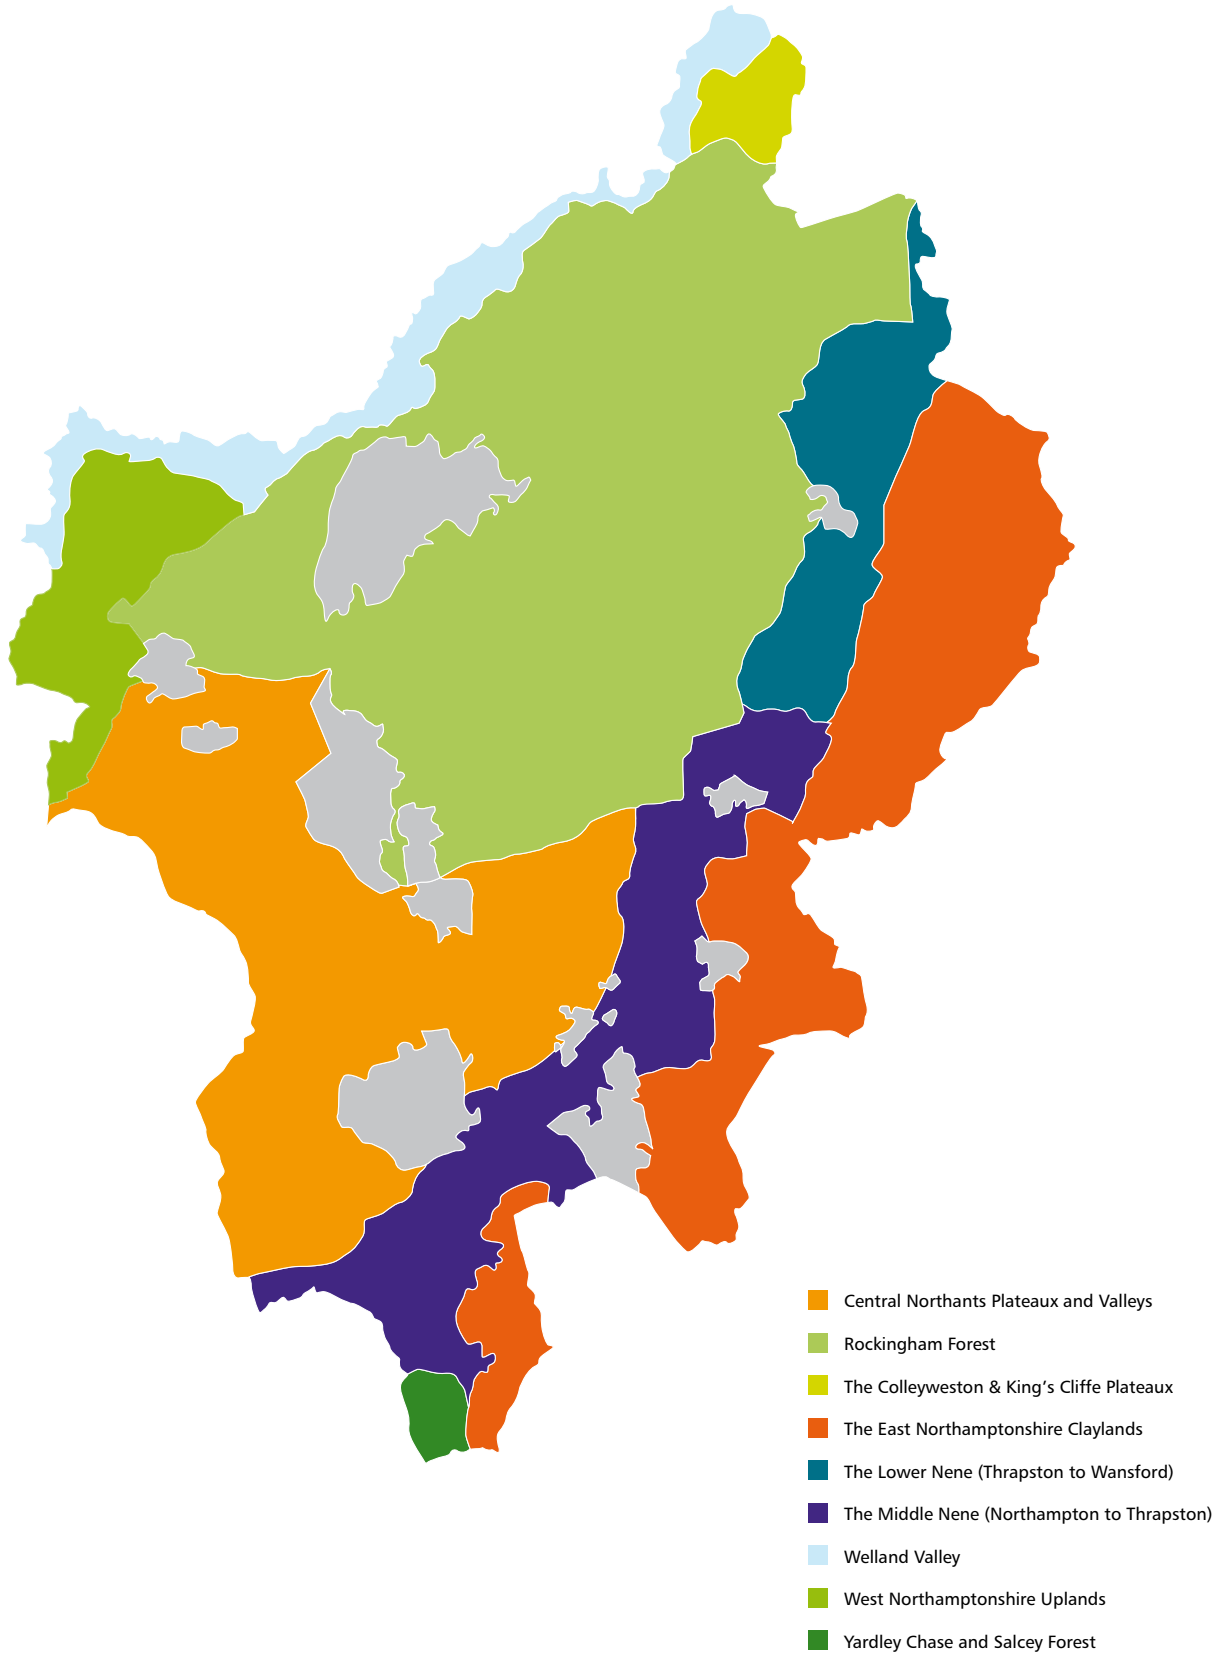 Central Northants Plateaux and Valleys
Rockingham Forest
The Colleyweston & King's Cliffe Plateaux
The East Northamptonshire Claylands
The Lower Nene (Thrapston to Wansford)
The Middle Nene (Northampton to Thrapston)
Welland Valley
West Northamptonshire Uplands
Yardley Chase and Salcey Forest